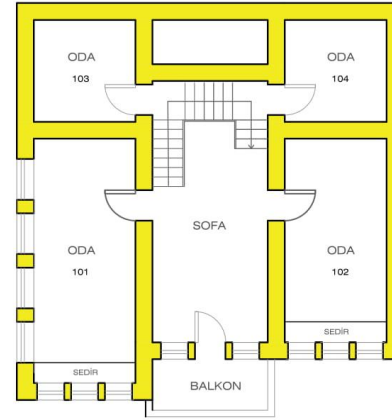 ODA
103
ODA
104
ODA
101
SOFA
ODA
102
SEDİR
SEDİR
BALKON